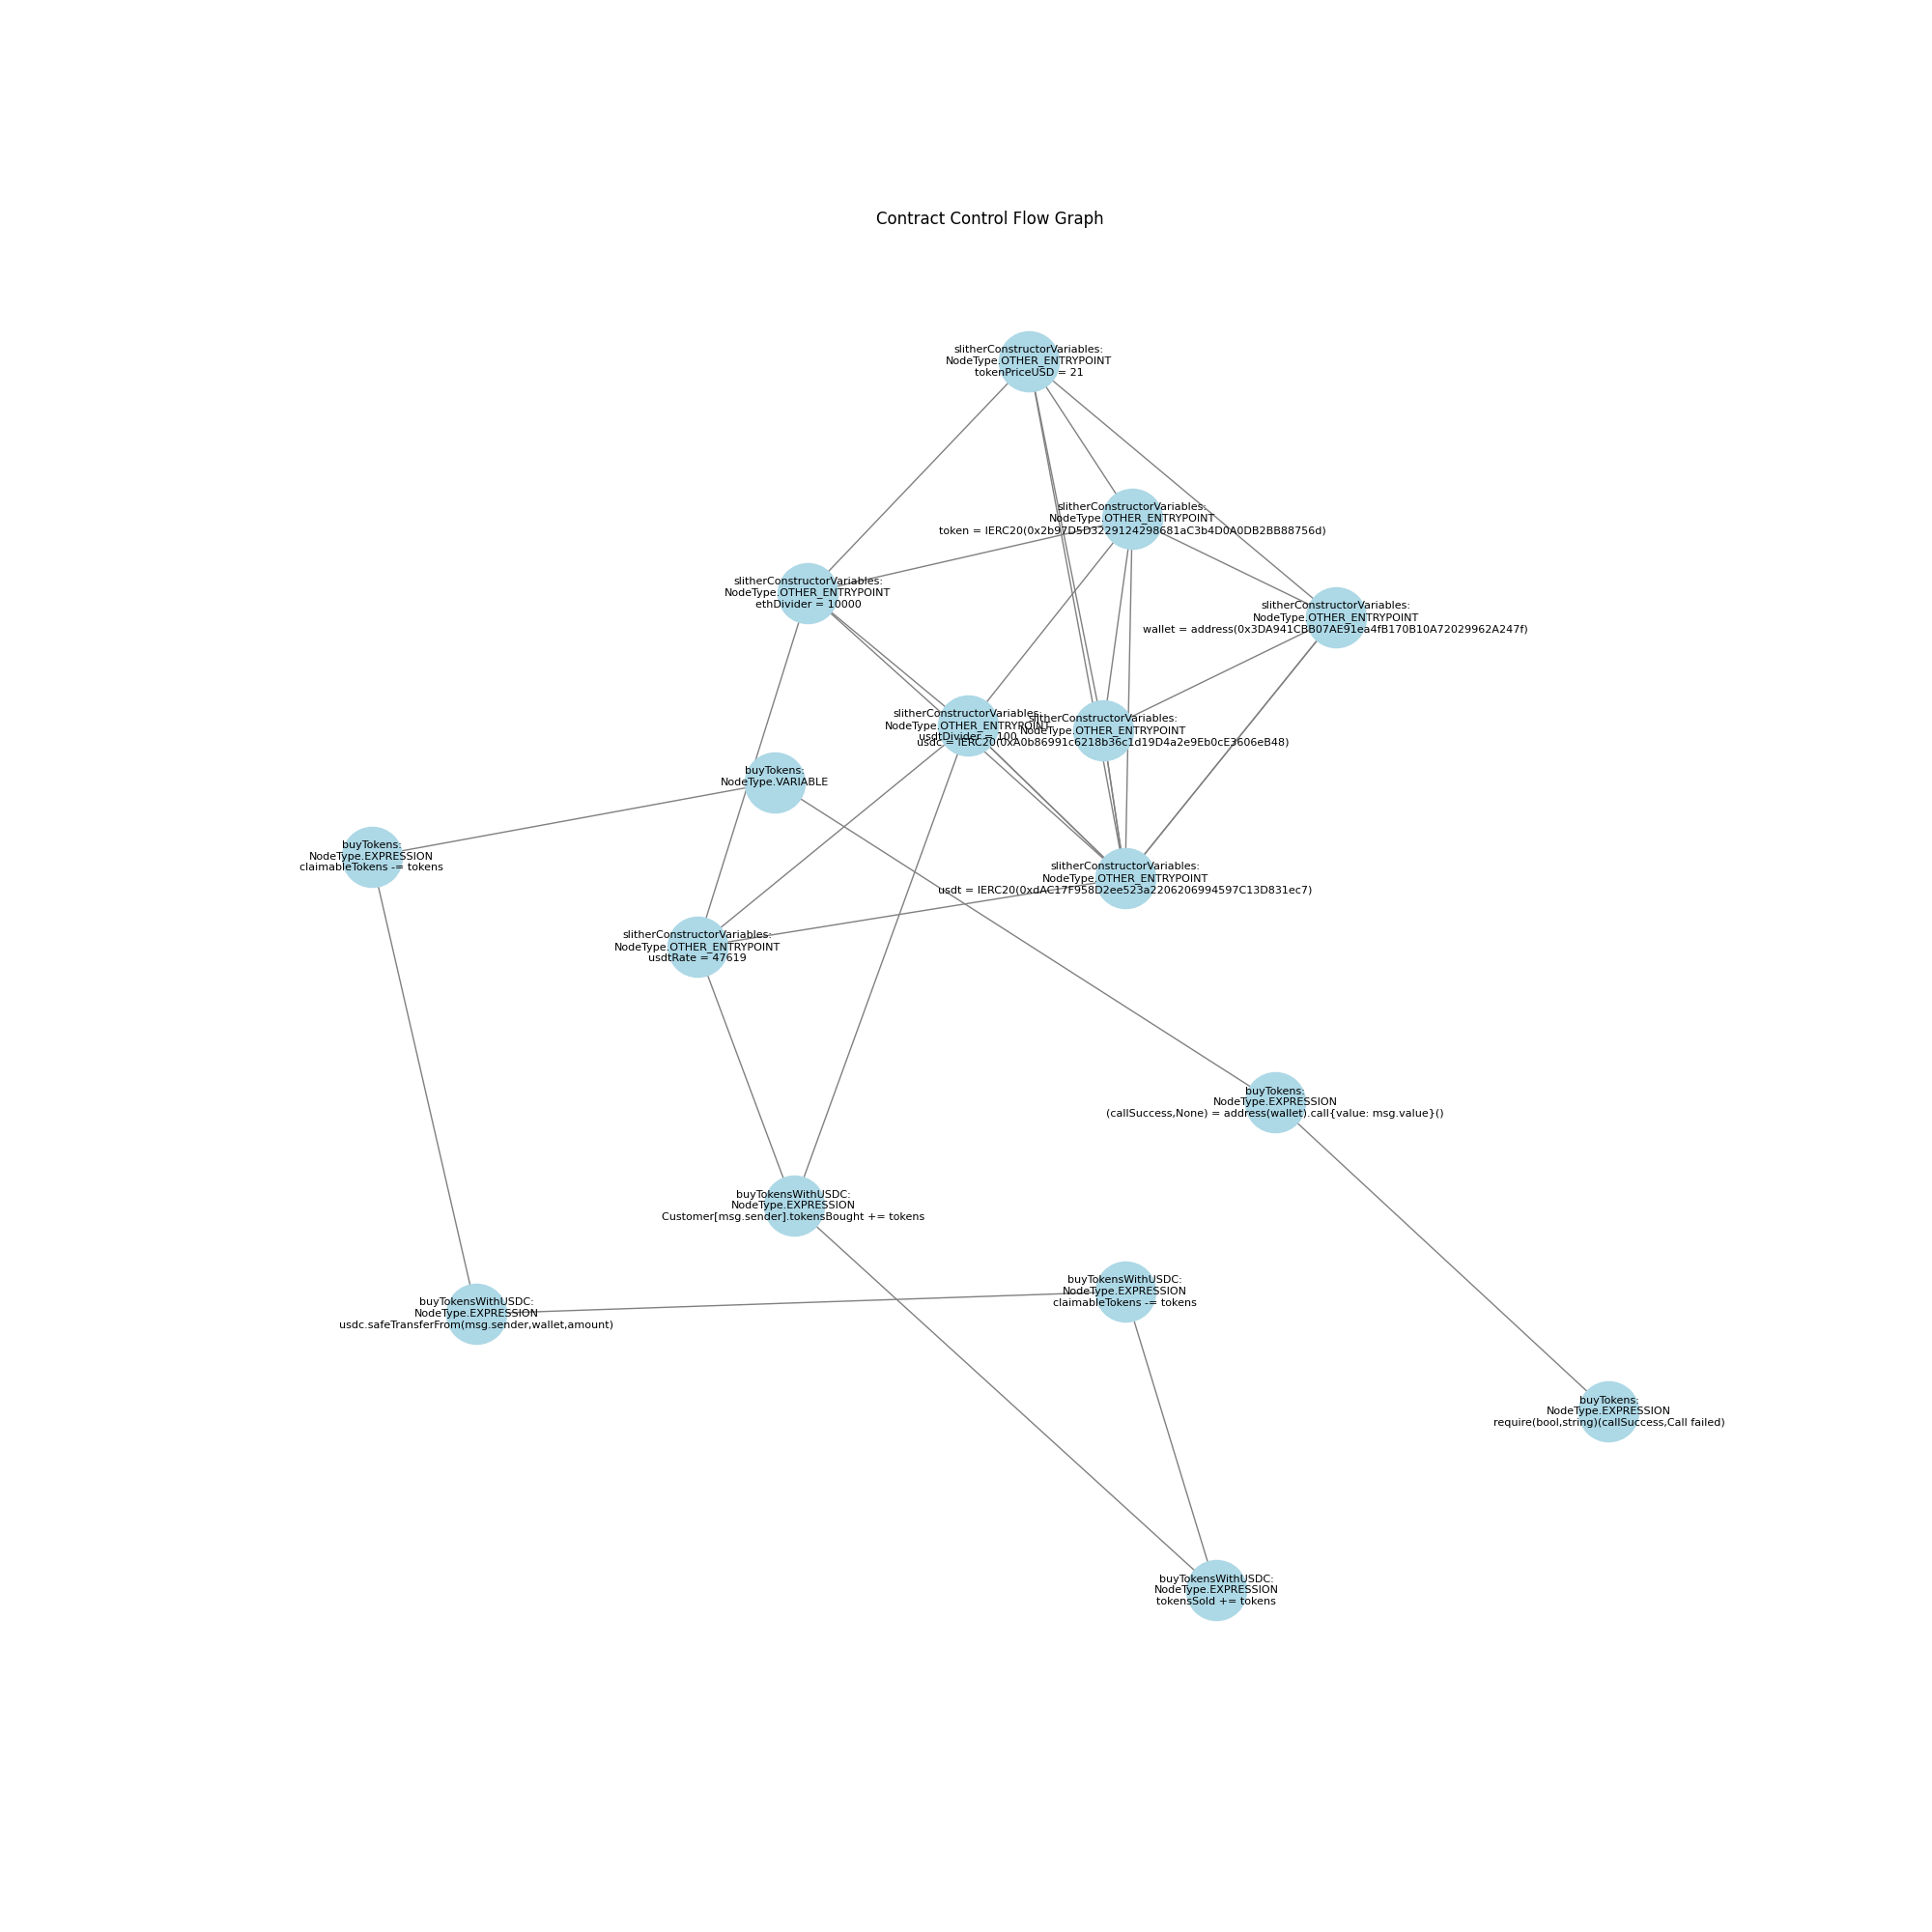 Contract Control Flow Graph
slitherConstructorVariables:
NodeType.OTHER_ENTRYPOINT
tokenPriceUSD = 21
slitherConstructorVariables:
NodeType.OTHER_ENTRYPOINT
token = IERC20(0x2b97D5D3229124298681aC3b4D0A0DB2BB88756d)
slitherConstructorVariables:
NodeType.OTHER_ENTRYPOINT
ethDivider = 10000
slitherConstructorVariables:
NodeType.OTHER_ENTRYPOINT
wallet = address(0x3DA941CBB07AE91ea4fB170B10A72029962A247f)
slitherConstructorVariables:
NodeType.OTHER_ENTRYPOINT
usdtDivider = 100
slitherConstructorVariables:
NodeType.OTHER_ENTRYPOINT
usdc = IERC20(0xA0b86991c6218b36c1d19D4a2e9Eb0cE3606eB48)
buyTokens:
NodeType.VARIABLE
buyTokens:
NodeType.EXPRESSION
claimableTokens -= tokens
slitherConstructorVariables:
NodeType.OTHER_ENTRYPOINT
usdt = IERC20(0xdAC17F958D2ee523a2206206994597C13D831ec7)
slitherConstructorVariables:
NodeType.OTHER_ENTRYPOINT
usdtRate = 47619
buyTokens:
NodeType.EXPRESSION
(callSuccess,None) = address(wallet).call{value: msg.value}()
buyTokensWithUSDC:
NodeType.EXPRESSION
Customer[msg.sender].tokensBought += tokens
buyTokensWithUSDC:
NodeType.EXPRESSION
claimableTokens -= tokens
buyTokensWithUSDC:
NodeType.EXPRESSION
usdc.safeTransferFrom(msg.sender,wallet,amount)
buyTokens:
NodeType.EXPRESSION
require(bool,string)(callSuccess,Call failed)
buyTokensWithUSDC:
NodeType.EXPRESSION
tokensSold += tokens